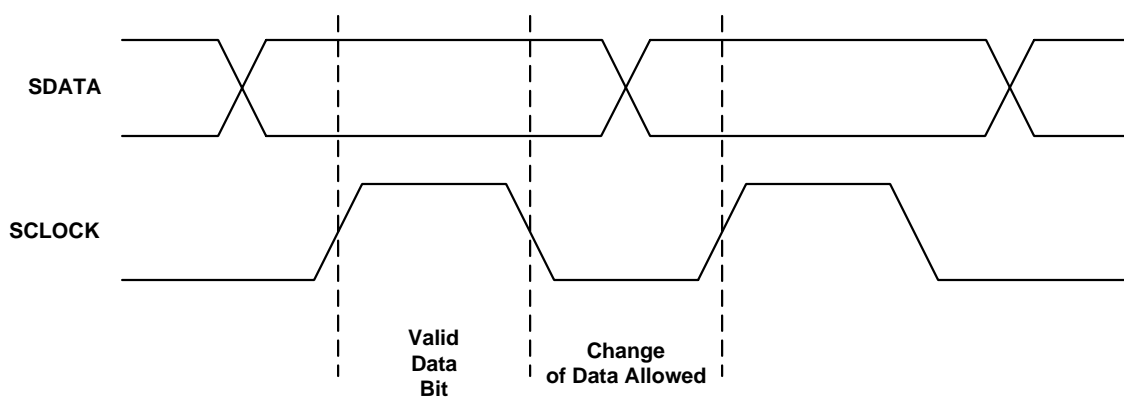 SDATA
SCLOCK
Valid
Data
Bit
Change
of Data Allowed